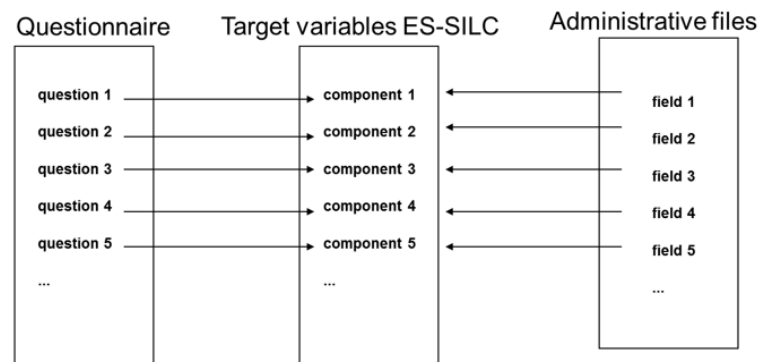 Questionnaire
Target variables ES-SILC
Administrative files
question 1
question 2
question 3
question 4
question 5
...
component 1
component 2
component 3
component 4
component 5
...
field 1
field 2
field 3
field 4
field 5
...